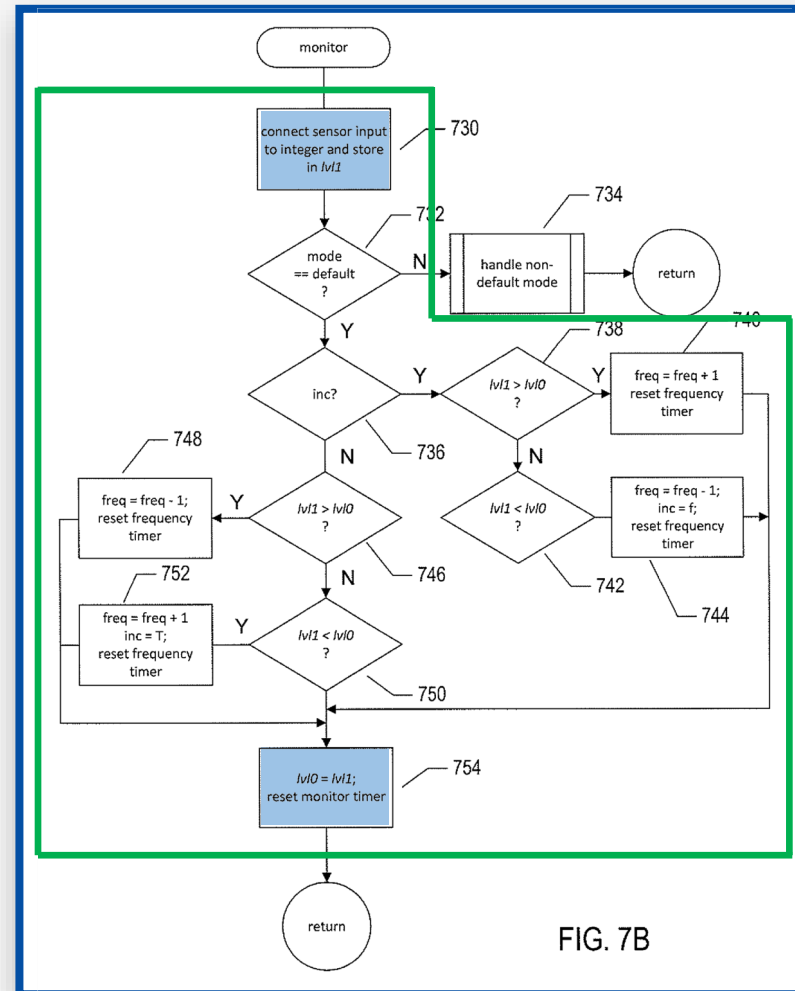 monitor
connect sensor input
to integer and store
in lvl1
730
732
734
mode
== default
?
N
handle non-
default mode
return
Y
738
740
inc?
Y
lvl1 > lvl0
?
Y
freq = freq + 1
reset frequency
timer
736
748
N
N
freq = freq - 1;
reset frequency
timer
Y
lvl1 > lvl0
?
lvl1 < lvl0
?
freq = freq - 1;
inc = f;
reset frequency
timer
746
742
744
752
N
freq = freq + 1
inc = T;
reset frequency
timer
Y
lvl1 < lvl0
?
750
lvl0 = lvl1;
reset monitor timer
754
return
FIG. 7B